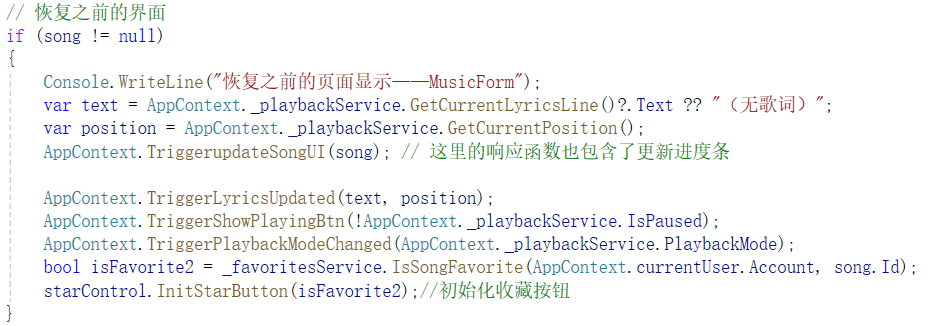 // 恢复之前的界面
if (song != null)
{
    Console.WriteLine("恢复之前的页面显示——MusicForm");
    var text = AppContext._playbackService.GetCurrentLyricsLine()?.Text ?? "（无歌词）";
    var position = AppContext._playbackService.GetCurrentPosition();
    AppContext.TriggerupdateSongUI(song); // 这里的响应函数也包含了更新进度条
    AppContext.TriggerLyricsUpdated(text, position);
    AppContext.TriggerShowPlayingBtn(!AppContext._playbackService.IsPaused);
    AppContext.TriggerPlaybackModeChanged(AppContext._playbackService.PlaybackMode);
    bool isFavorite2 = _favoritesService.IsSongFavorite(AppContext.currentUser.Account, song.Id);
    starControl.InitStarButton(isFavorite2);//初始化收藏按钮
}